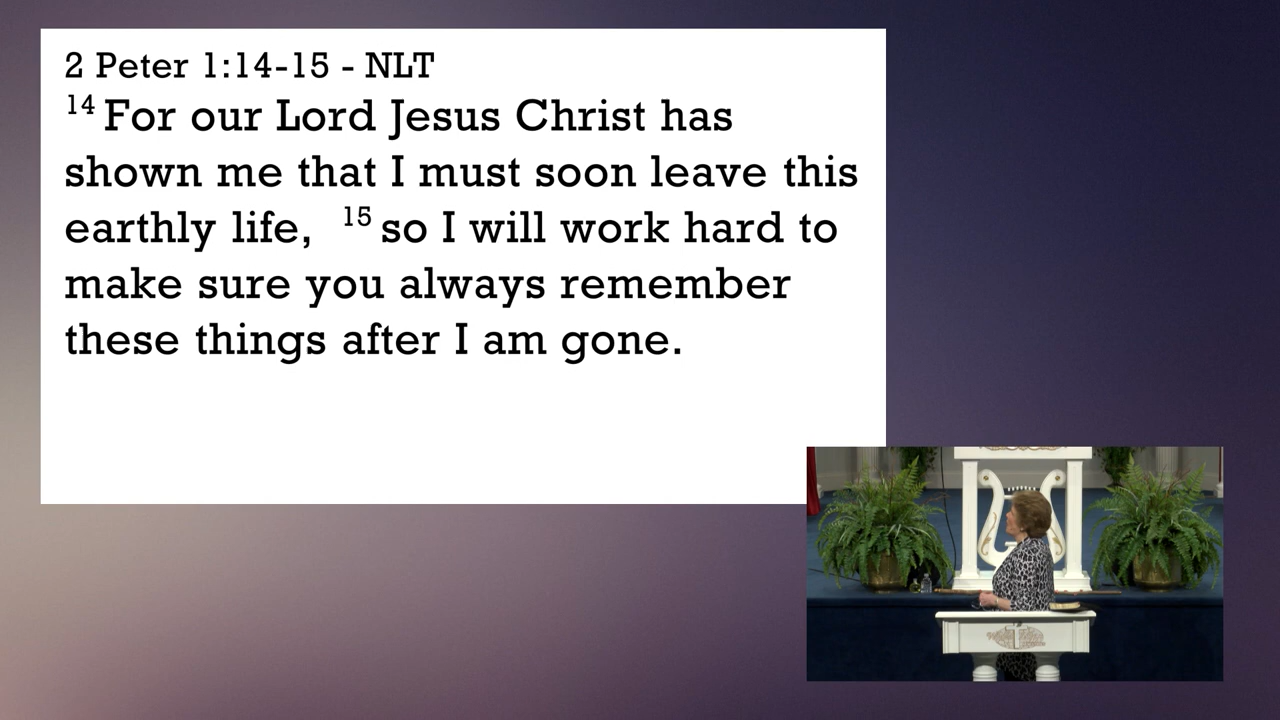 2 Peter 1:14-15 - NLT
14 For our Lord Jesus Christ has
shown me that I must soon leave this
earthly life, 15 so I will work hard to
make sure you always remember
these things after I am gone.